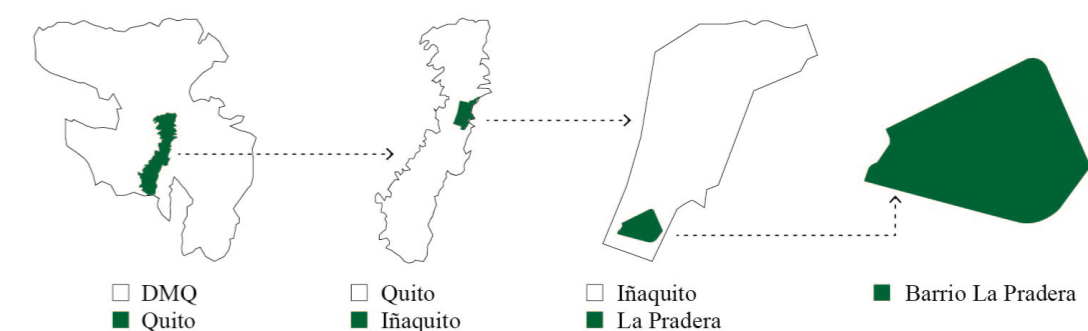 DMQ
Quito
Quito
Iñaquito
Iñaquito
La Pradera
Barrio La Pradera